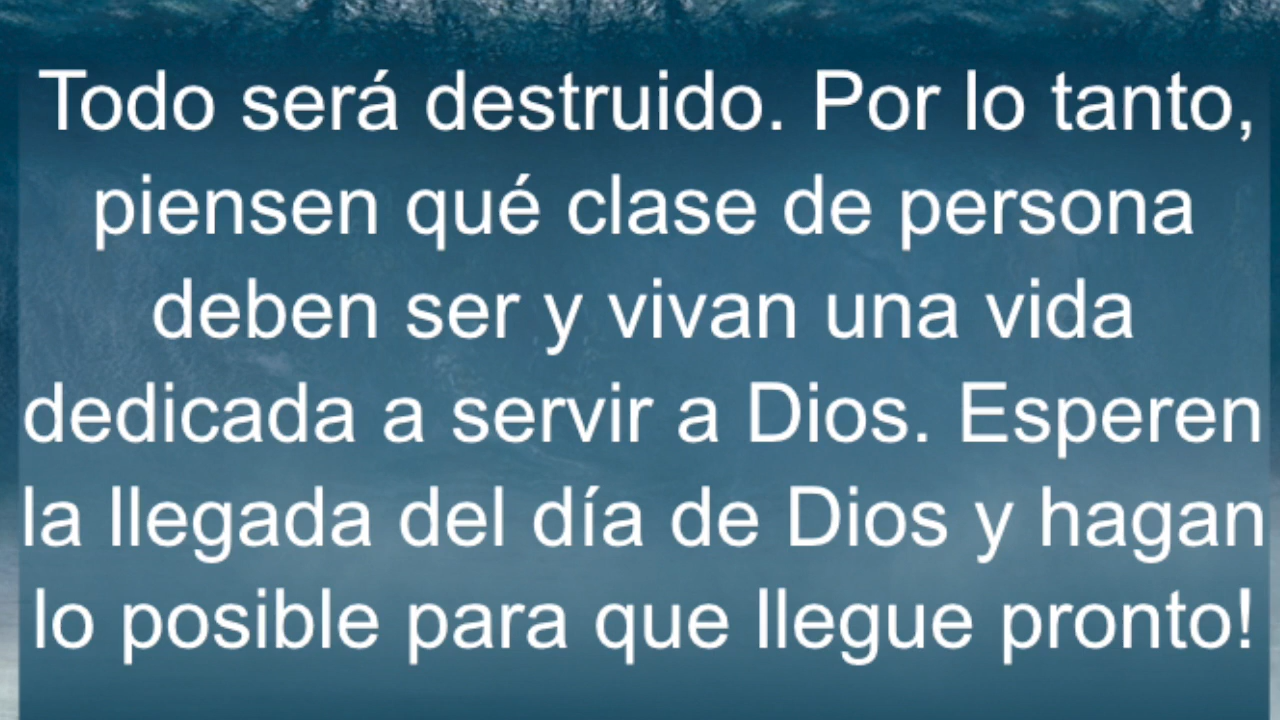 Todo será destruido. Por lo tanto,
piensen qué clase de persona
deben ser y vivan una vida
dedicada a servir a Dios. Esperen
la llegada del día de Dios y hagan
lo posible para que llegue pronto!